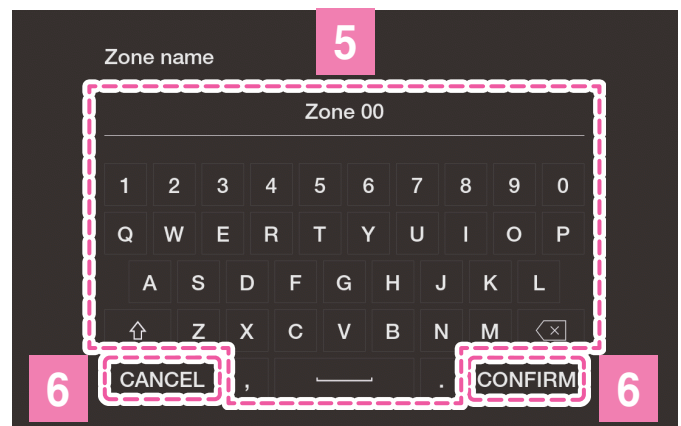 5
Zone name
Zone 00
1 2 3 4 5 6 7 8 9 0
Q W E R T Y U I O P
A S D F G H J K L
Z X C V B N M
6 CANCEL , . CONFIRM 6